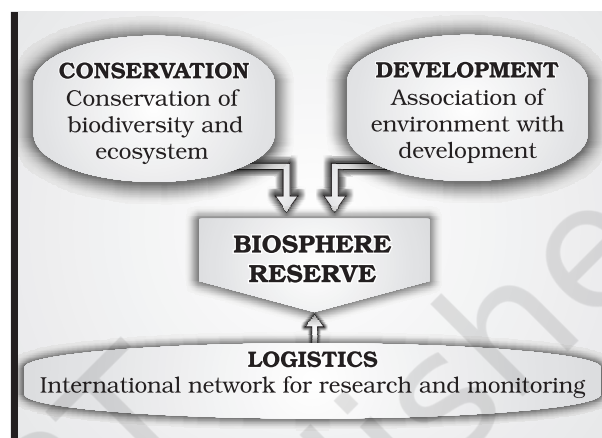 CONSERVATION
Conservation of
biodiversity and
ecosystem
DEVELOPMENT
Association of
environment with
development
BIOSPHERE
RESERVE
LOGISTICS
International network for research and monitoring